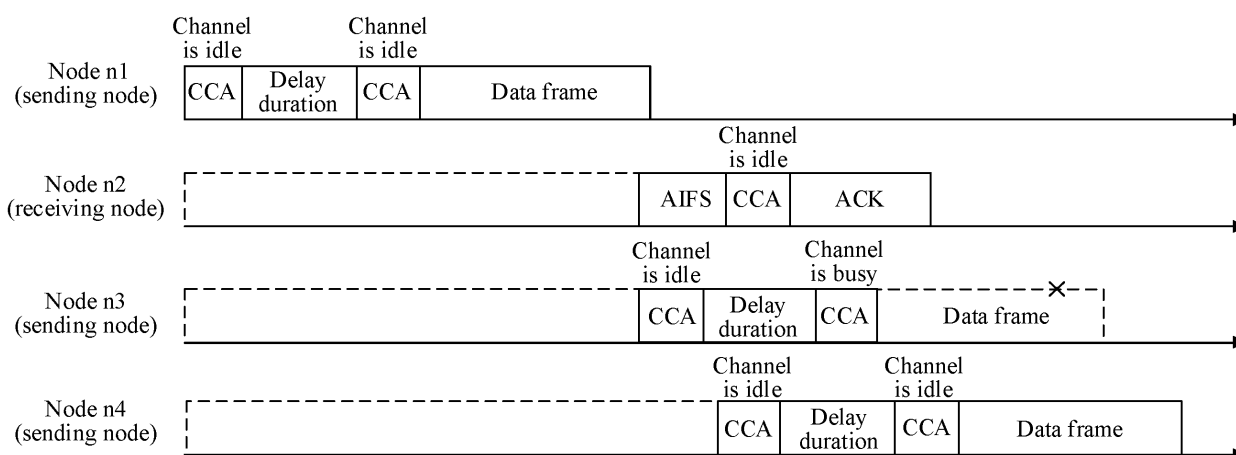 Channel
is idle
Channel
is idle
Node n1
(sending node)
CCA
Delay
duration
CCA
Data frame
Channel
is idle
Node n2
(receiving node)
AIFS
CCA
ACK
Channel
is idle
Channel
is busy
Node n3
(sending node)
CCA
Delay
duration
CCA
Data frame
Channel
is idle
Channel
is idle
Node n4
(sending node)
CCA
Delay
duration
CCA
Data frame